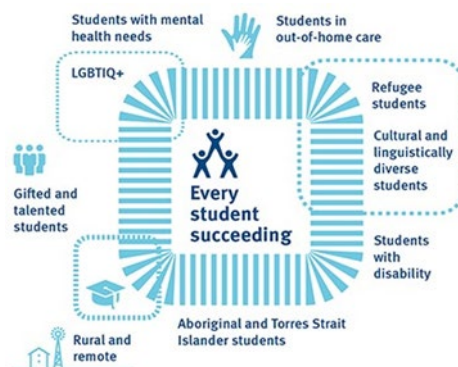 Students with mental
health needs
LGBTIQ+
Students in
out-of-home care
Refugee
students
Cultural and
linguistically
diverse
students
Gifted and
talented
students
Every
student
succeeding
Students
with
disability
Aboriginal and Torres Strait
Islander students
Rural and
remote